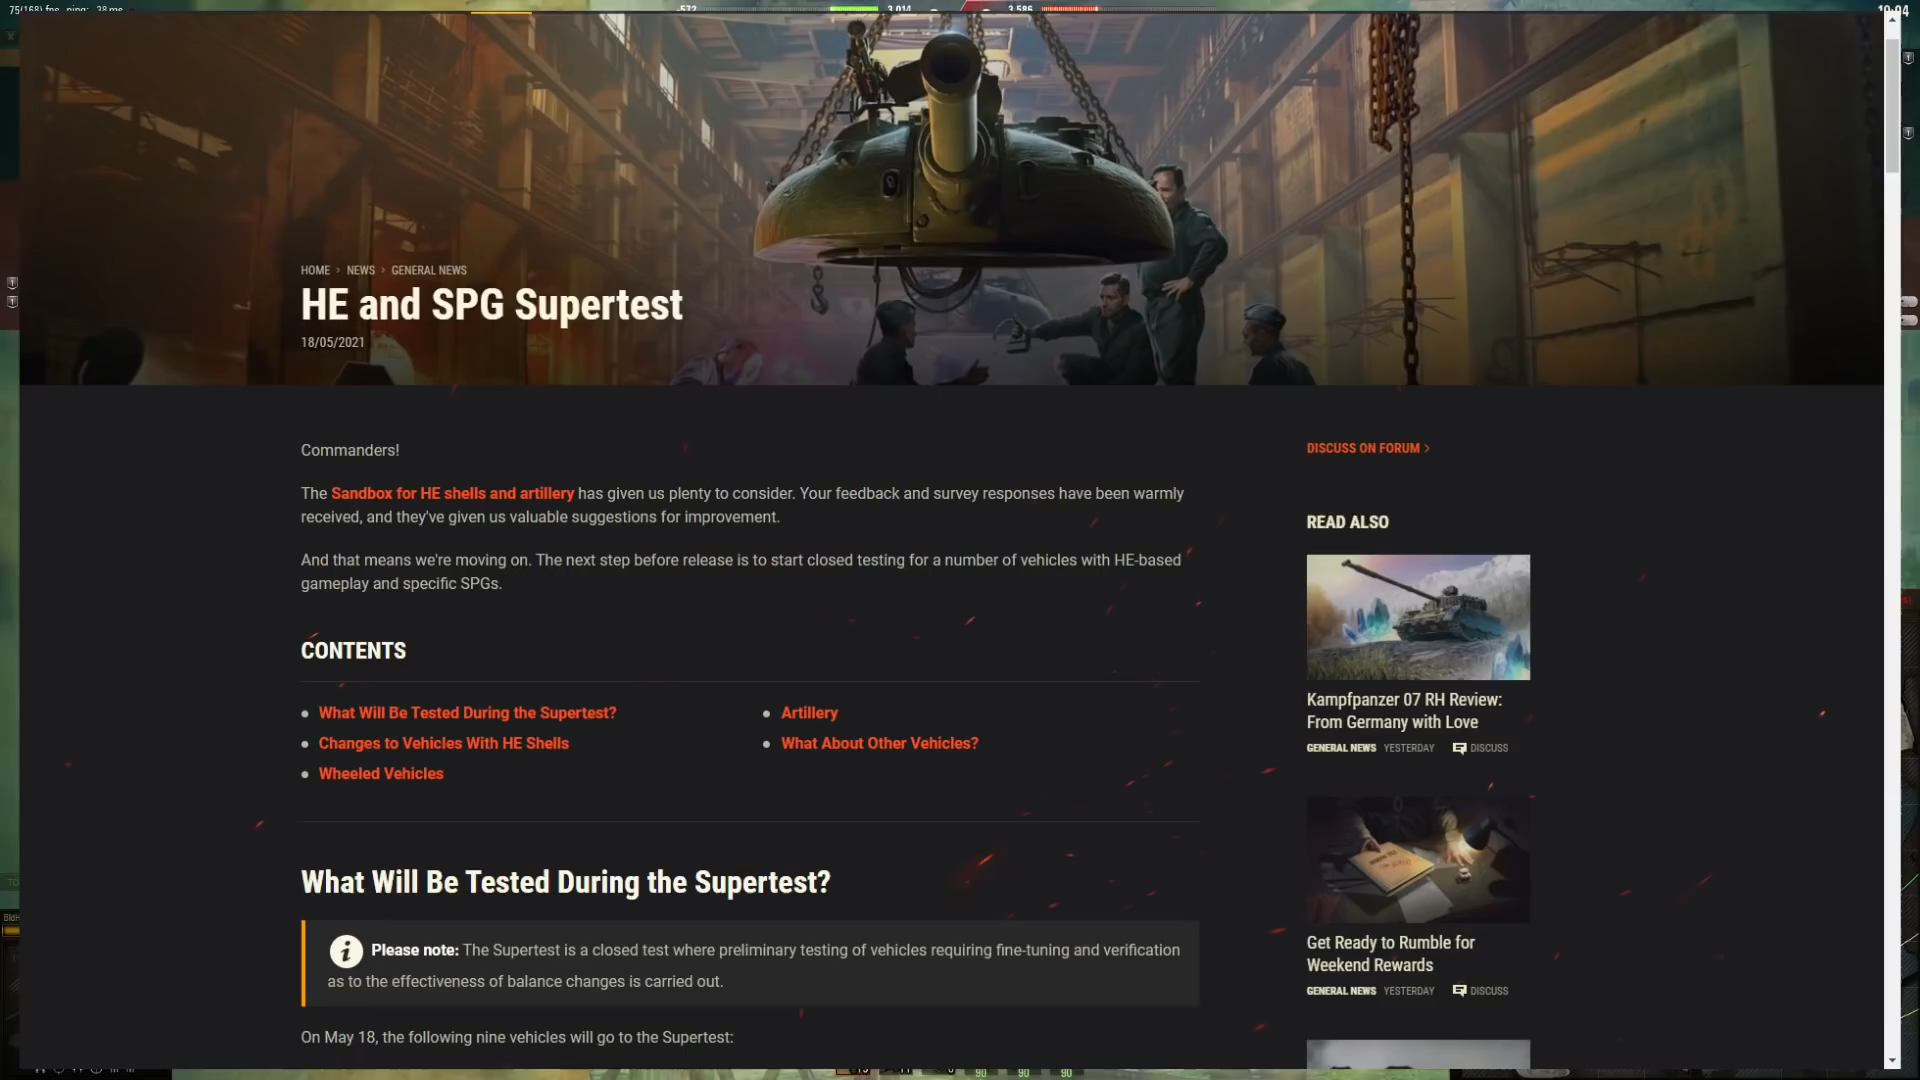 -572
3 014
3 586
HOME > NEWS > GENERAL NEWS
HE and SPG Supertest
18/05/2021
Commanders!
The Sandbox for HE shells and artillery has given us plenty to consider. Your feedback and survey responses have been warmly
received, and they've given us valuable suggestions for improvement.
And that means we're moving on. The next step before release is to start closed testing for a number of vehicles with HE-based
gameplay and specific SPGs.
CONTENTS
What Will Be Tested During the Supertest?
Changes to Vehicles With HE Shells
Wheeled Vehicles
Artillery
What About Other Vehicles?
What Will Be Tested During the Supertest?
Please note: The Supertest is a closed test where preliminary testing of vehicles requiring fine-tuning and verification
as to the effectiveness of balance changes is carried out.
On May 18, the following nine vehicles will go to the Supertest:
DISCUSS ON FORUM >
READ ALSO
Kampfpanzer 07 RH Review:
From Germany with Love
GENERAL NEWS YESTERDAY DISCUSS
Get Ready to Rumble for
Weekend Rewards
GENERAL NEWS YESTERDAY DISCUSS
90 90 90